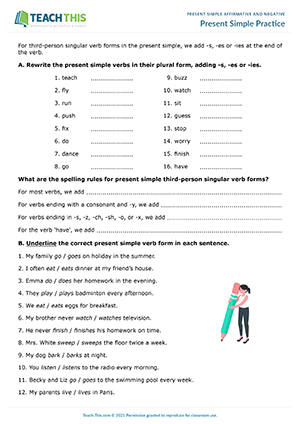 TEACH THIS
PRESENT SIMPLE AFFIRMATIVE AND NEGATIVE
Present Simple Practice
For third-person singular verb forms in the present simple, we add -s, -es or -ies at the end of
the verb.
A. Rewrite the present simple verbs in their plural form, adding -s, -es or -ies.
1. teach ........................
2. fly ........................
3. run ........................
4. push ........................
5. fix ........................
6. do ........................
7. dance ........................
8. go ........................
9. buzz ........................
10. watch ........................
11. sit ........................
12. guess ........................
13. stop ........................
14. worry ........................
15. finish ........................
16. have ........................
What are the spelling rules for present simple third-person singular verb forms?
For most verbs, we add ........................
For verbs ending with a consonant and -y, we add ........................
For verbs ending in -s, -z, -ch, -sh, -o, or -x, we add ........................
For the verb 'have', we add ........................
B. Underline the correct present simple verb form in each sentence.
1. My family go / goes on holiday in the summer.
2. I often eat / eats dinner at my friend's house.
3. Emma do / does her homework in the evening.
4. They play / plays badminton every afternoon.
5. We eat / eats eggs for breakfast.
6. My brother never watch / watches television.
7. He never finish / finishes his homework on time.
8. Mrs. White sweep / sweeps the floor twice a week.
9. My dog bark / barks at night.
10. You listen / listens to the radio every morning.
11. Becky and Liz go / goes to the swimming pool every week.
12. My parents live / lives in Paris.
Teach-This.com © 2021 Permission granted to reproduce for classroom use.